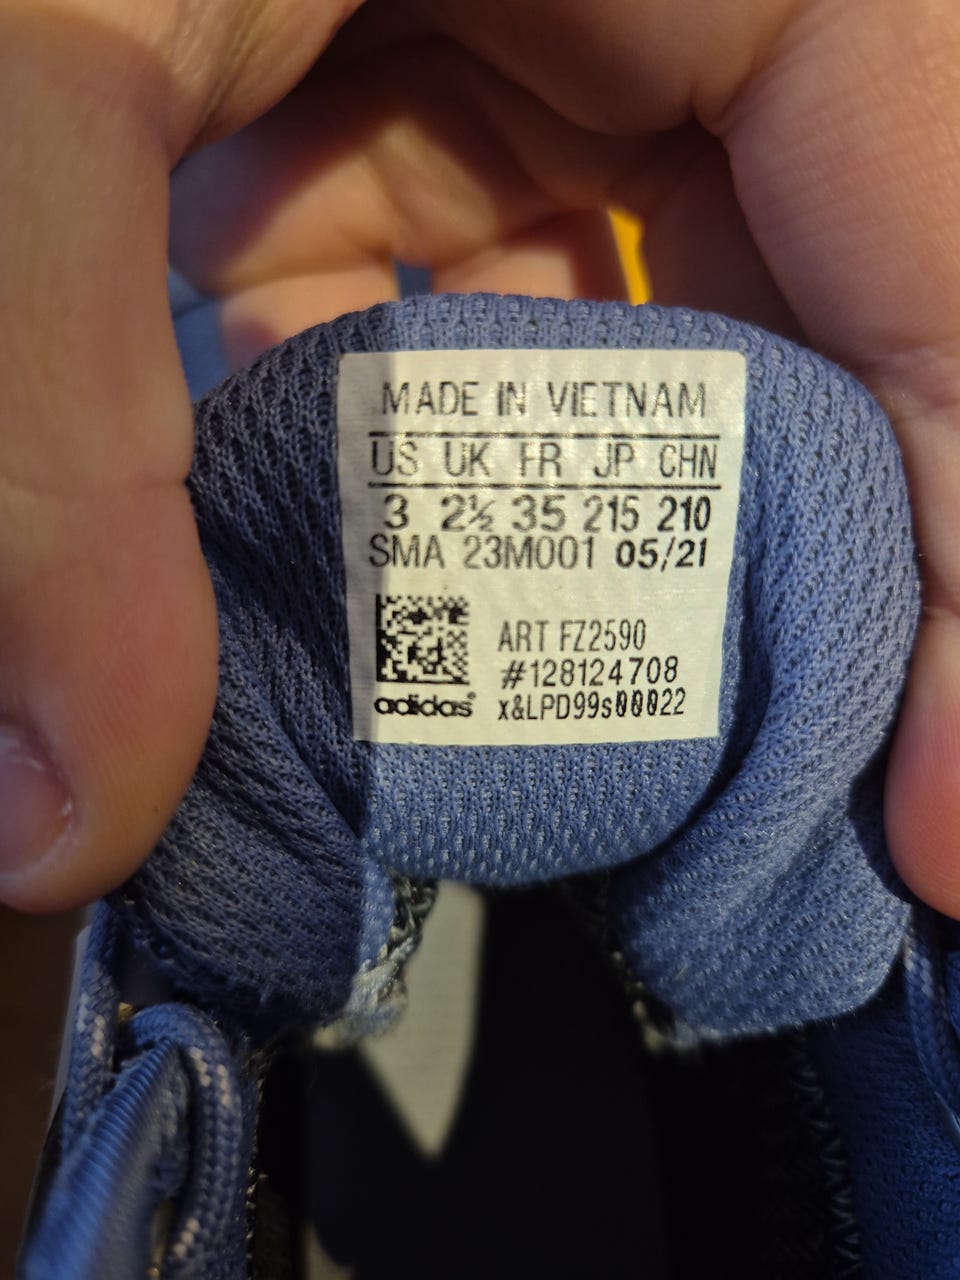 MADE IN VIETNAM
US UK FR JP CHN
3 2½ 35 215 210
SMA 23M001 05/21
ART FZ2590
#128124708
adidas® x&LPD99s00022